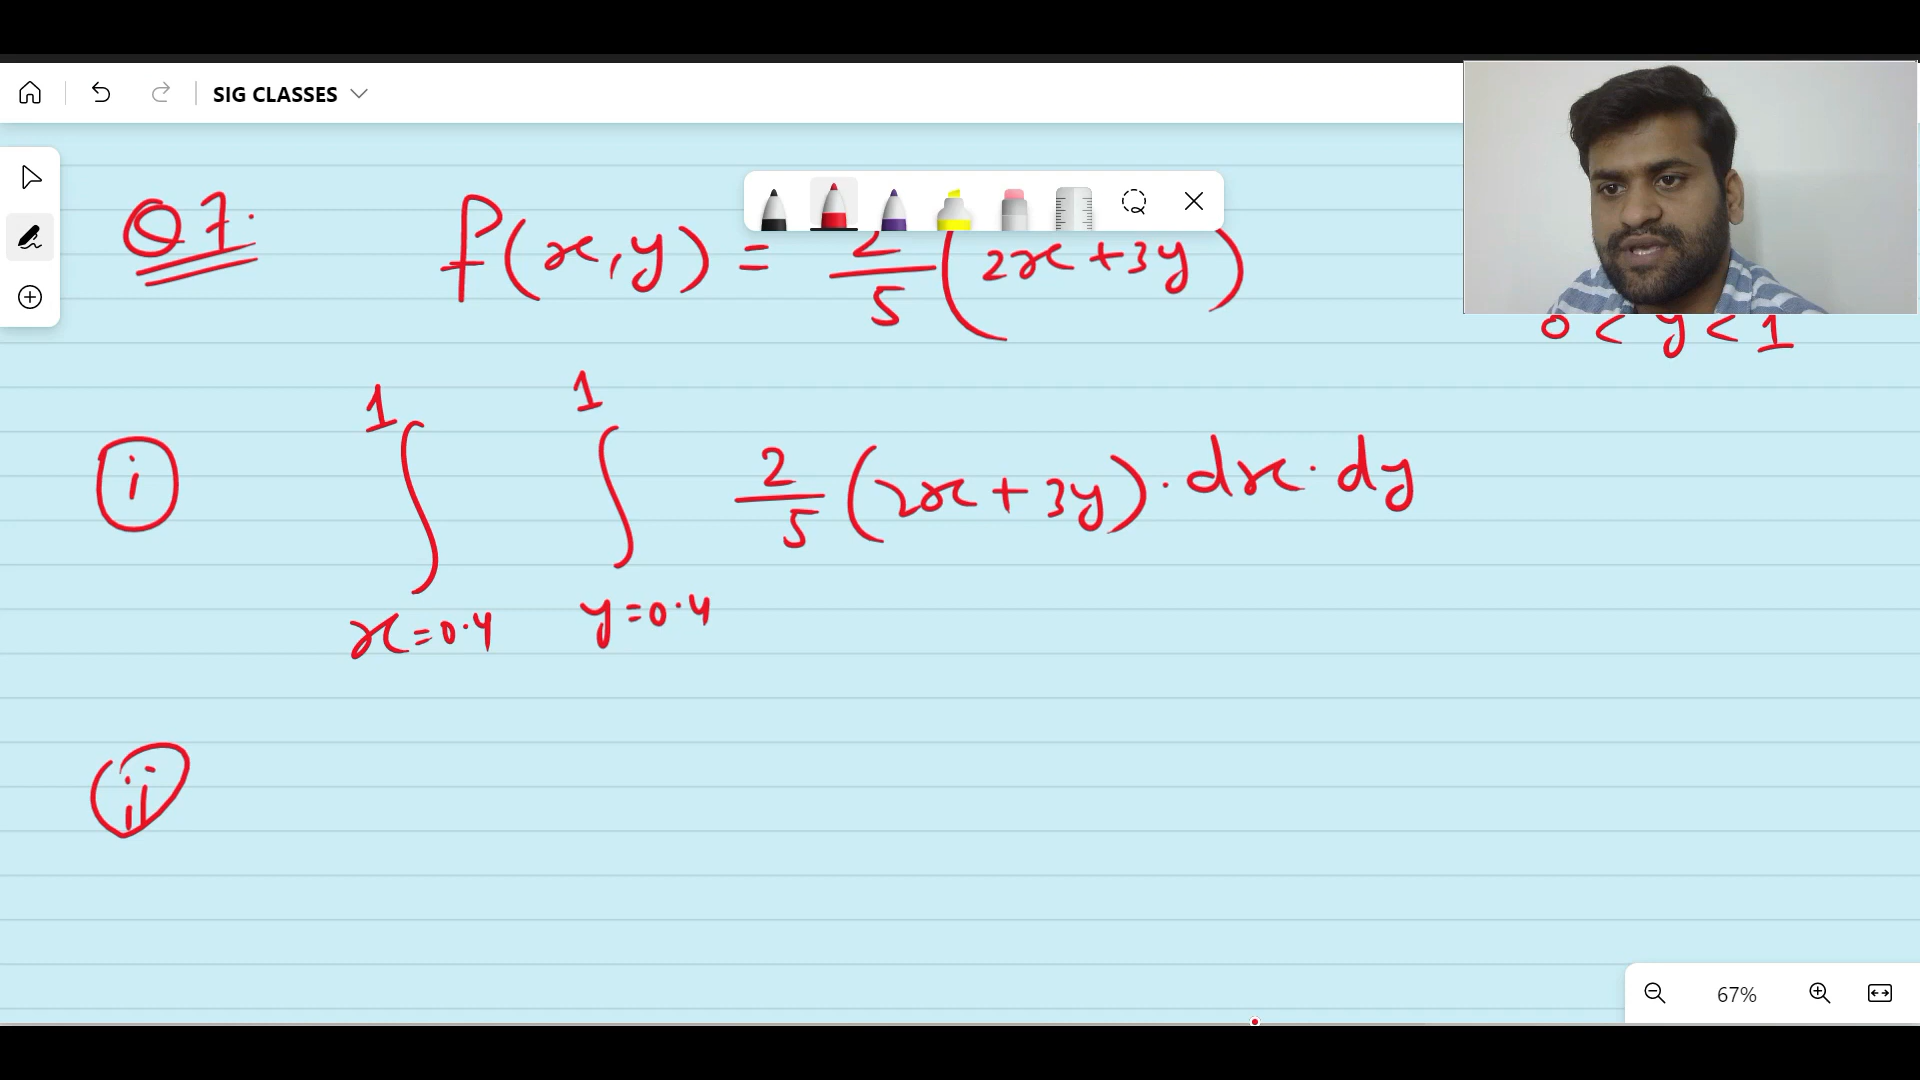 SIG CLASSES
Q7.
f(x,y) = 2/5 (2x+3y)
0 < y < 1
i
∫_{x=0.4}^{1} ∫_{y=0.4}^{1} 2/5 (2x+3y)·dx·dy
ii
67%